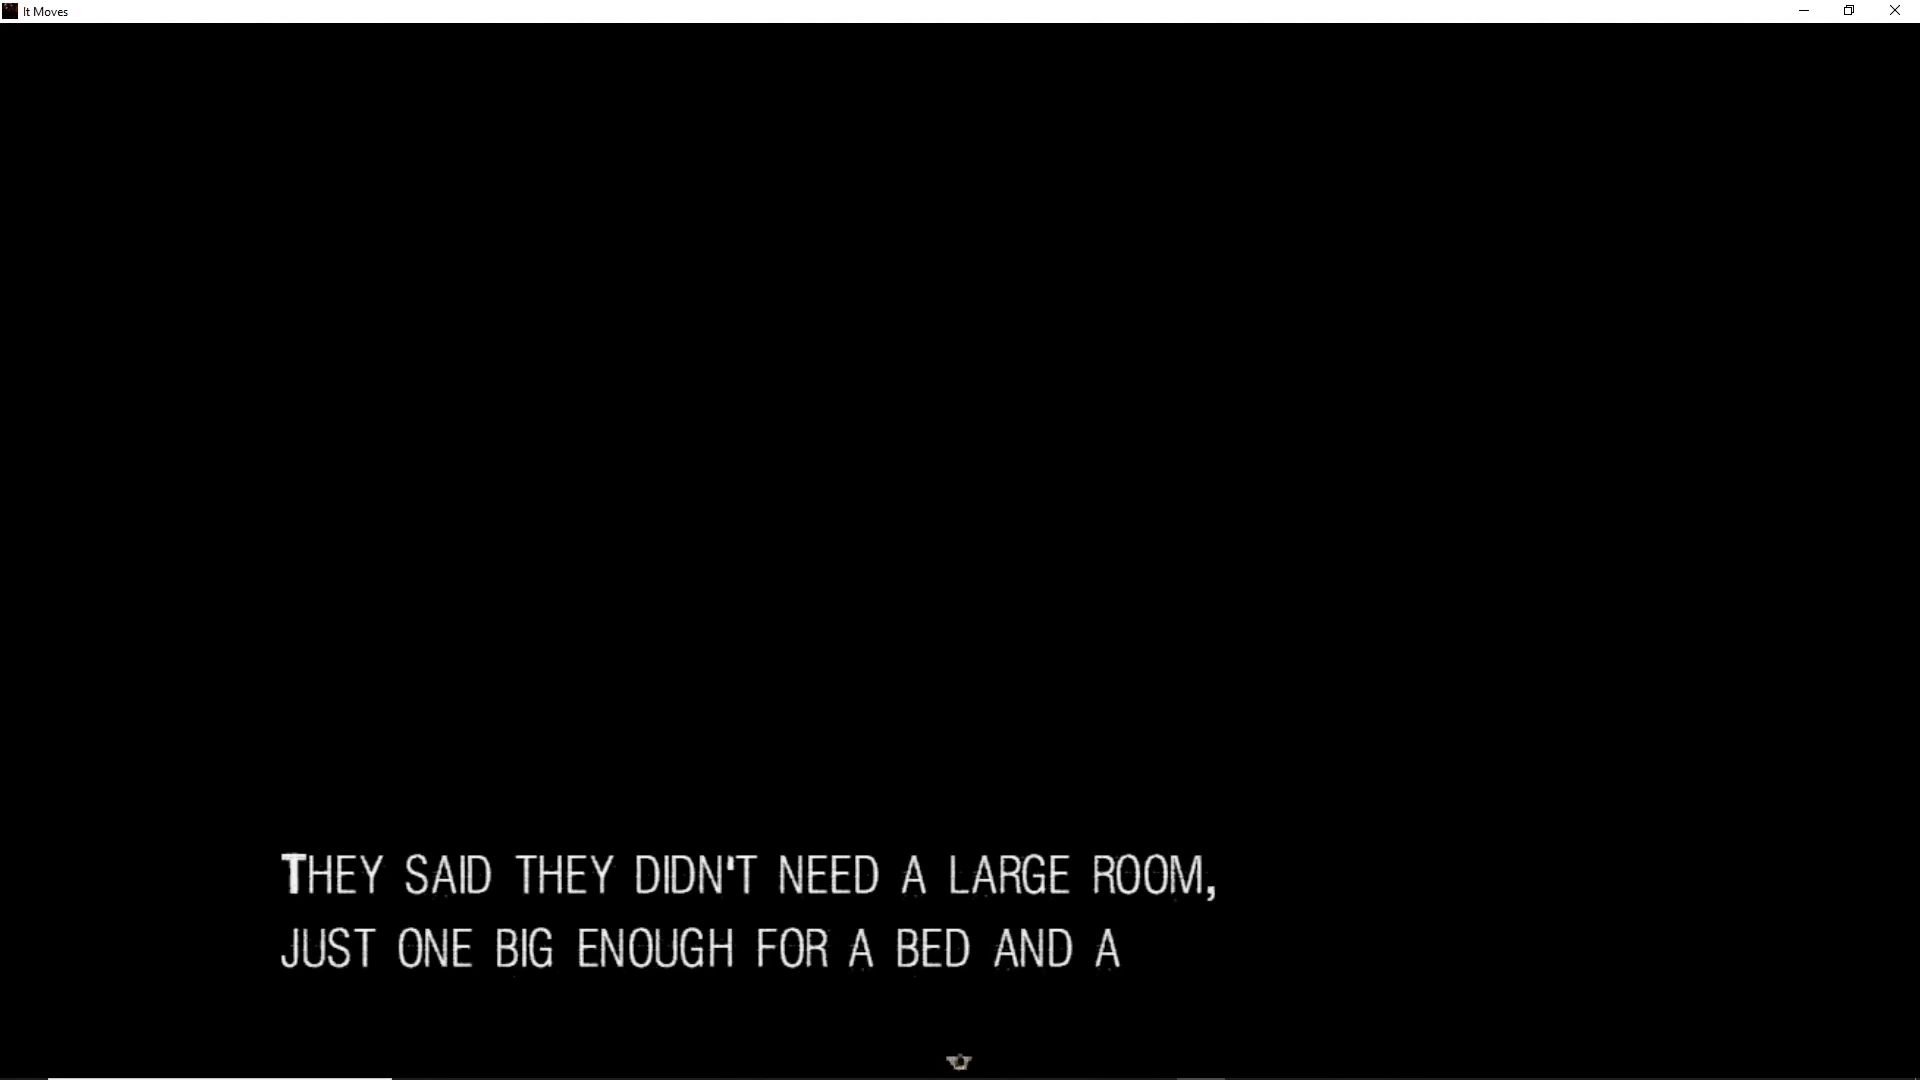 It Moves
THEY SAID THEY DIDN'T NEED A LARGE ROOM,
JUST ONE BIG ENOUGH FOR A BED AND A